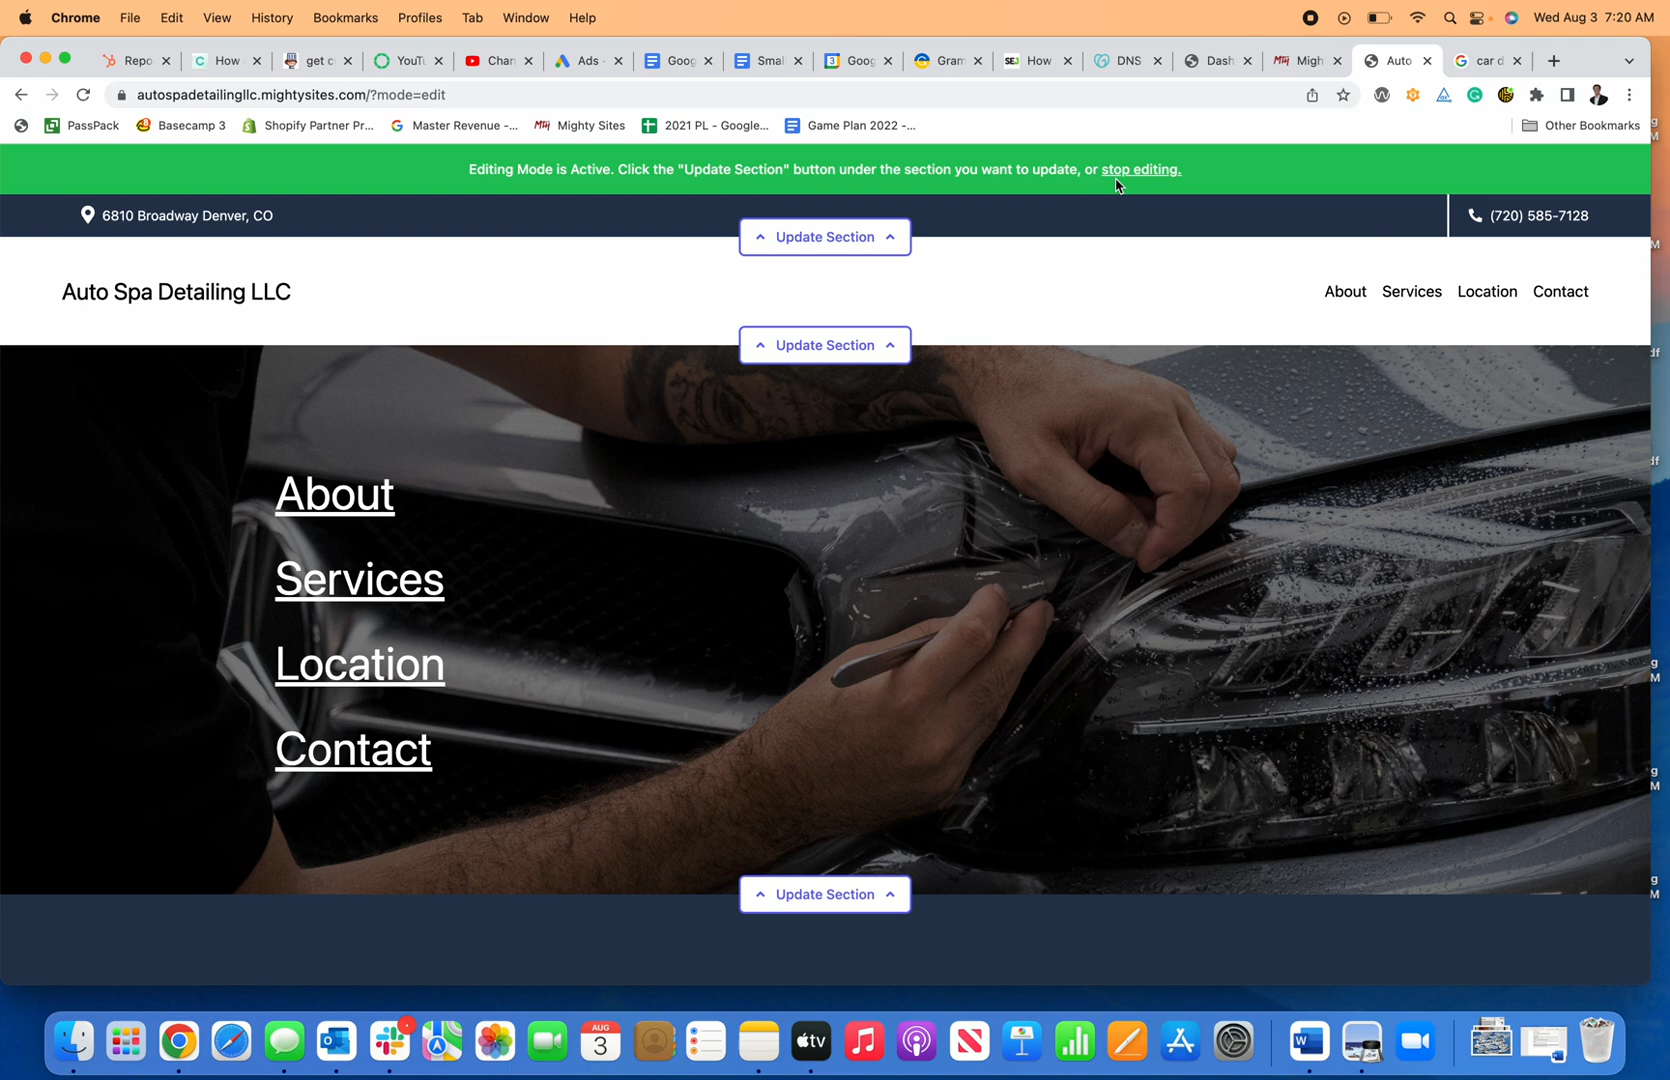 Chrome File Edit View History Bookmarks Profiles Tab Window Help Wed Aug 3 7:20 AM
Repo How get c YouTu Chan Ads - Goog Smal Goog Gram How DNS Dash Migh Auto car d
autospadetailingllc.mightysites.com/?mode=edit
PassPack Basecamp 3 Shopify Partner Pr... Master Revenue -... Mighty Sites 2021 PL - Google... Game Plan 2022 -... Other Bookmarks
Editing Mode is Active. Click the "Update Section" button under the section you want to update, or stop editing.
6810 Broadway Denver, CO
(720) 585-7128
Update Section
Auto Spa Detailing LLC
About Services Location Contact
Update Section
About
Services
Location
Contact
Update Section
AUG
3
tv